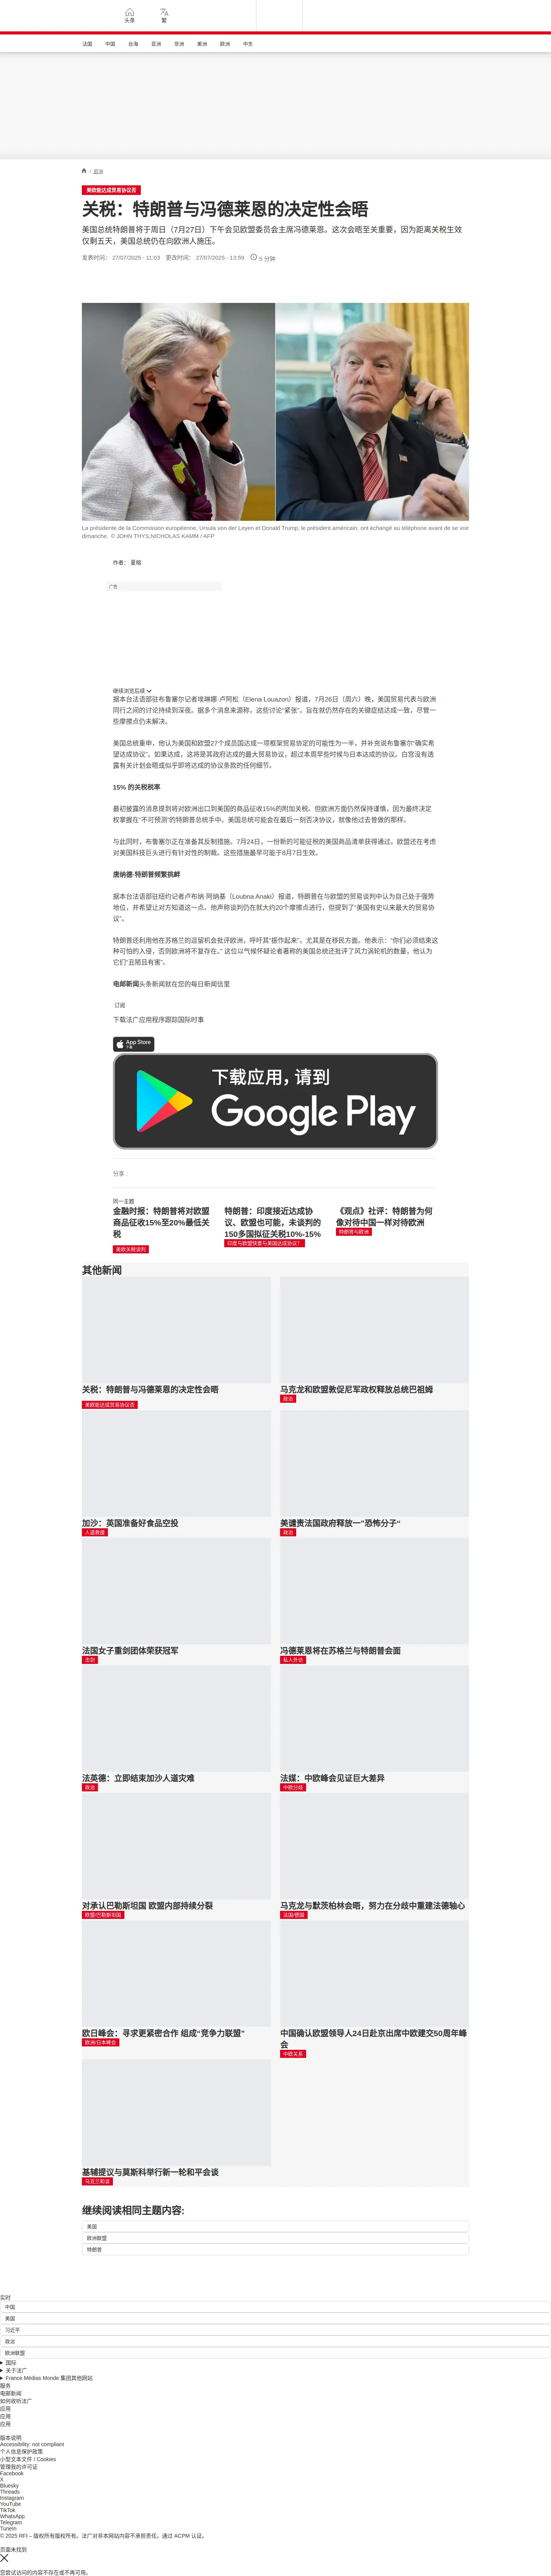 头条
繁
法国
中国
台海
亚洲
非洲
美洲
欧洲
中东
/ 欧洲
美欧能达成贸易协议否
关税：特朗普与冯德莱恩的决定性会晤
美国总统特朗普将于周日（7月27日）下午会见欧盟委员会主席冯德莱恩。这次会晤至关重要，因为距离关税生效
仅剩五天，美国总统仍在向欧洲人施压。
发表时间： 27/07/2025 - 11:03 更改时间： 27/07/2025 - 13:59 5 分钟
La présidente de la Commission européenne, Ursula von der Leyen et Donald Trump, le président américain, ont échangé au téléphone avant de se voir
dimanche. © JOHN THYS,NICHOLAS KAMM / AFP
作者： 夏榕
广告
继续浏览后续
据本台法语部驻布鲁塞尔记者埃琳娜·卢阿松（Elena Louazon）报道，7月26日（周六）晚，美国贸易代表与欧洲
同行之间的讨论持续到深夜。据多个消息来源称，这些讨论“紧张”，旨在就仍然存在的关键症结达成一致，尽管一
些摩擦点仍未解决。
美国总统重申，他认为美国和欧盟27个成员国达成一项框架贸易协定的可能性为一半，并补充说布鲁塞尔“确实希
望达成协议”。如果达成，这将是其政府达成的最大贸易协议，超过本周早些时候与日本达成的协议。白宫没有透
露有关计划会晤或似乎即将达成的协议条款的任何细节。
15% 的关税税率
最初披露的消息提到将对欧洲出口到美国的商品征收15%的附加关税。但欧洲方面仍然保持谨慎，因为最终决定
权掌握在“不可预测”的特朗普总统手中。美国总统可能会在最后一刻否决协议，就像他过去曾做的那样。
与此同时，布鲁塞尔正在准备其反制措施。7月24日，一份新的可能征税的美国商品清单获得通过。欧盟还在考虑
对美国科技巨头进行有针对性的制裁。这些措施最早可能于8月7日生效。
唐纳德·特朗普频繁挑衅
据本台法语部驻纽约记者卢布纳·阿纳基（Loubna Anaki）报道，特朗普在与欧盟的贸易谈判中认为自己处于强势
地位，并希望让对方知道这一点。他声称谈判仍在就大约20个摩擦点进行，但提到了“美国有史以来最大的贸易协
议”。
特朗普还利用他在苏格兰的逗留机会批评欧洲，呼吁其“振作起来”，尤其是在移民方面。他表示：“你们必须结束这
种可怕的入侵，否则欧洲将不复存在。” 这位以气候怀疑论者著称的美国总统还批评了风力涡轮机的数量，他认为
它们“丑陋且有害”。
电邮新闻头条新闻就在您的每日新闻信里
订阅
下载法广应用程序跟踪国际时事
App Store
下载
下载应用，请到
Google Play
分享 :
同一主题
金融时报：特朗普将对欧盟
商品征收15%至20%最低关
税
美欧关税谈判
特朗普：印度接近达成协
议、欧盟也可能，未谈判的
150多国拟征关税10%-15%
印度与欧盟快要与美国达成协议？
《观点》社评：特朗普为何
像对待中国一样对待欧洲
特朗普与欧洲
其他新闻
关税：特朗普与冯德莱恩的决定性会晤
美欧能达成贸易协议否
马克龙和欧盟敦促尼军政权释放总统巴祖姆
政治
加沙：英国准备好食品空投
人道救援
美谴责法国政府释放一"恐怖分子“
政治
法国女子重剑团体荣获冠军
击剑
冯德莱恩将在苏格兰与特朗普会面
私人外访
法英德：立即结束加沙人道灾难
政治
法媒：中欧峰会见证巨大差异
中欧分歧
对承认巴勒斯坦国 欧盟内部持续分裂
欧盟/巴勒斯坦国
马克龙与默茨柏林会晤，努力在分歧中重建法德轴心
法国/德国
欧日峰会：寻求更紧密合作 组成“竞争力联盟”
欧洲/日本峰会
中国确认欧盟领导人24日赴京出席中欧建交50周年峰
会
中欧关系
基辅提议与莫斯科举行新一轮和平会谈
乌克兰和谈
继续阅读相同主题内容:
美国
欧洲联盟
特朗普
实时
中国
美国
习近平
政治
欧洲联盟
国际
关于法广
France Médias Monde 集团其他网站
服务
电邮新闻
如何收听法广
应用
应用
应用
版本说明
Accessibility: not compliant
个人信息保护政策
小型文本文件 / Cookies
管理我的许可证
Facebook
X
Bluesky
Threads
Instagram
YouTube
TikTok
WhatsApp
Telegram
TuneIn
© 2025 RFI – 版权所有版权所有。法广对非本网站内容不承担责任。通过 ACPM 认证。
页面未找到
您尝试访问的内容不存在或不再可用。